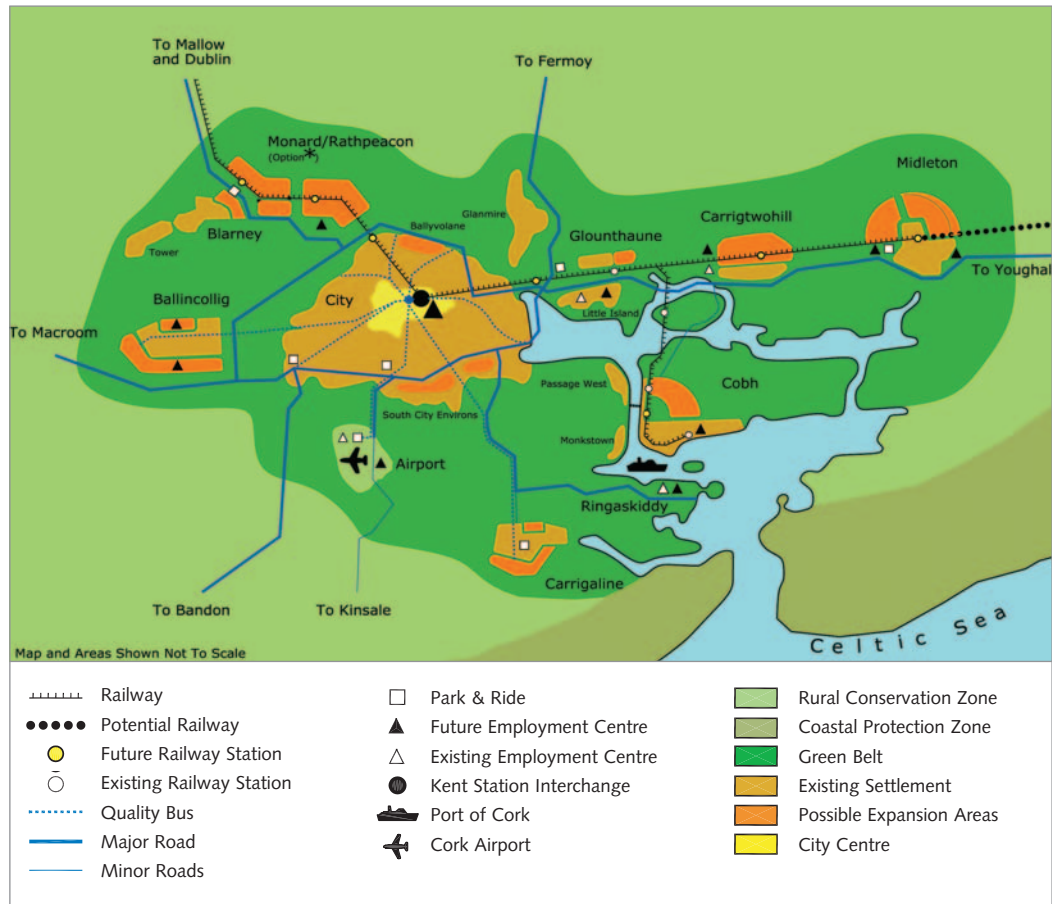 To Mallow
and Dublin
To Fermoy
Monard/Rathpeacon
(Option*)
Midleton
Glanmire
Carrigtwohill
Ballyvolane
Glounthaune
Blarney
Tower
To Youghal
Ballincollig
City
Little Island
To Macroom
Passage West
Cobh
South City Environs
Monkstown
Airport
Ringaskiddy
Carrigaline
To Bandon
To Kinsale
Celtic Sea
Map and Areas Shown Not To Scale
Railway
Potential Railway
Future Railway Station
Existing Railway Station
Quality Bus
Major Road
Minor Roads
Park & Ride
Future Employment Centre
Existing Employment Centre
Kent Station Interchange
Port of Cork
Cork Airport
Rural Conservation Zone
Coastal Protection Zone
Green Belt
Existing Settlement
Possible Expansion Areas
City Centre